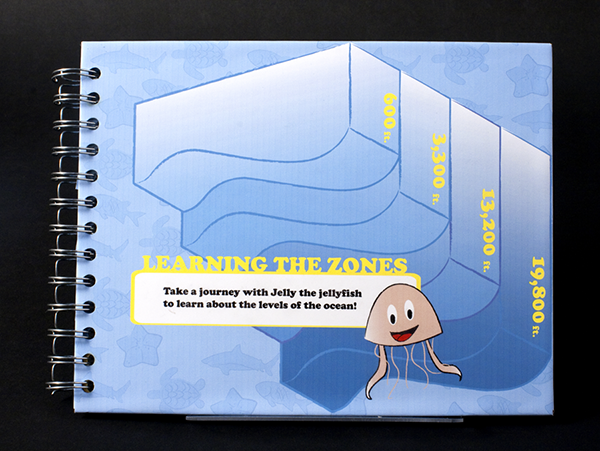 600 ft.
3,300 ft.
13,200 ft.
19,800 ft.
LEARNING THE ZONES
Take a journey with Jelly the jellyfish
to learn about the levels of the ocean!